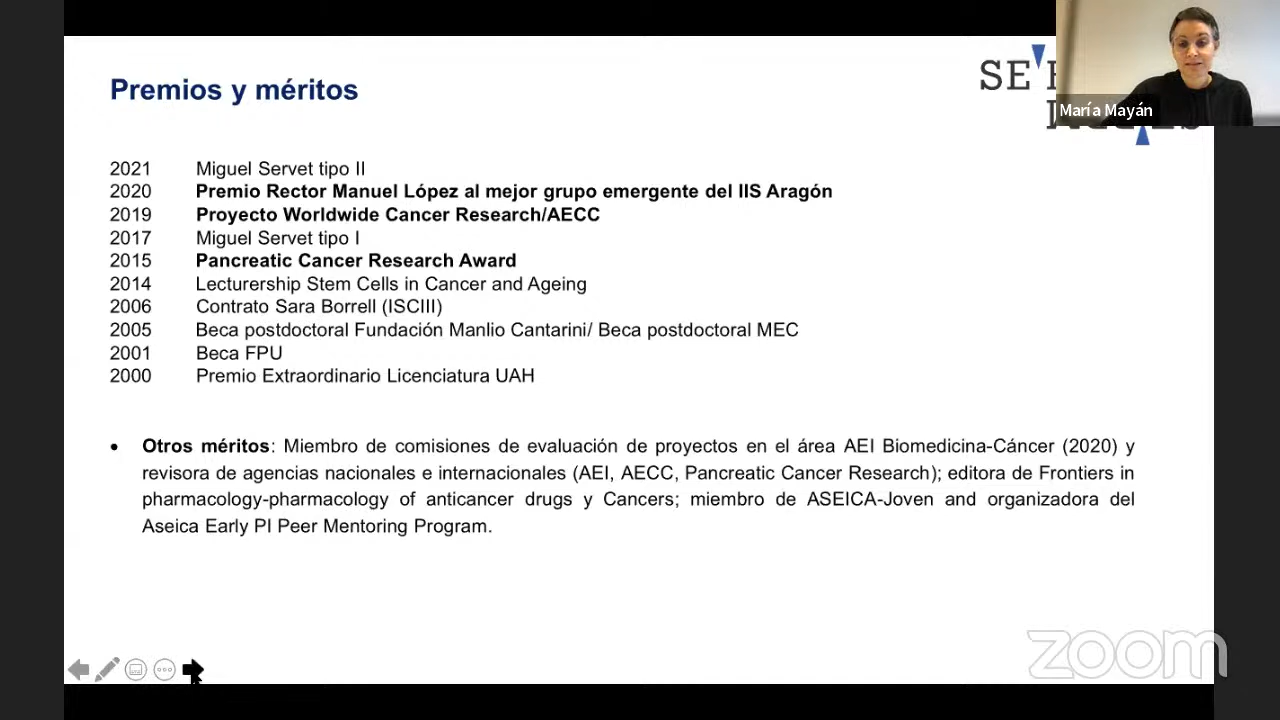 Premios y méritos
SE
María Mayán
2021 Miguel Servet tipo II
2020 Premio Rector Manuel López al mejor grupo emergente del IIS Aragón
2019 Proyecto Worldwide Cancer Research/AECC
2017 Miguel Servet tipo I
2015 Pancreatic Cancer Research Award
2014 Lecturership Stem Cells in Cancer and Ageing
2006 Contrato Sara Borrell (ISCIII)
2005 Beca postdoctoral Fundación Manlio Cantarini/ Beca postdoctoral MEC
2001 Beca FPU
2000 Premio Extraordinario Licenciatura UAH
• Otros méritos: Miembro de comisiones de evaluación de proyectos en el área AEI Biomedicina-Cáncer (2020) y
revisora de agencias nacionales e internacionales (AEI, AECC, Pancreatic Cancer Research); editora de Frontiers in
pharmacology-pharmacology of anticancer drugs y Cancers; miembro de ASEICA-Joven and organizadora del
Aseica Early PI Peer Mentoring Program.
zoom